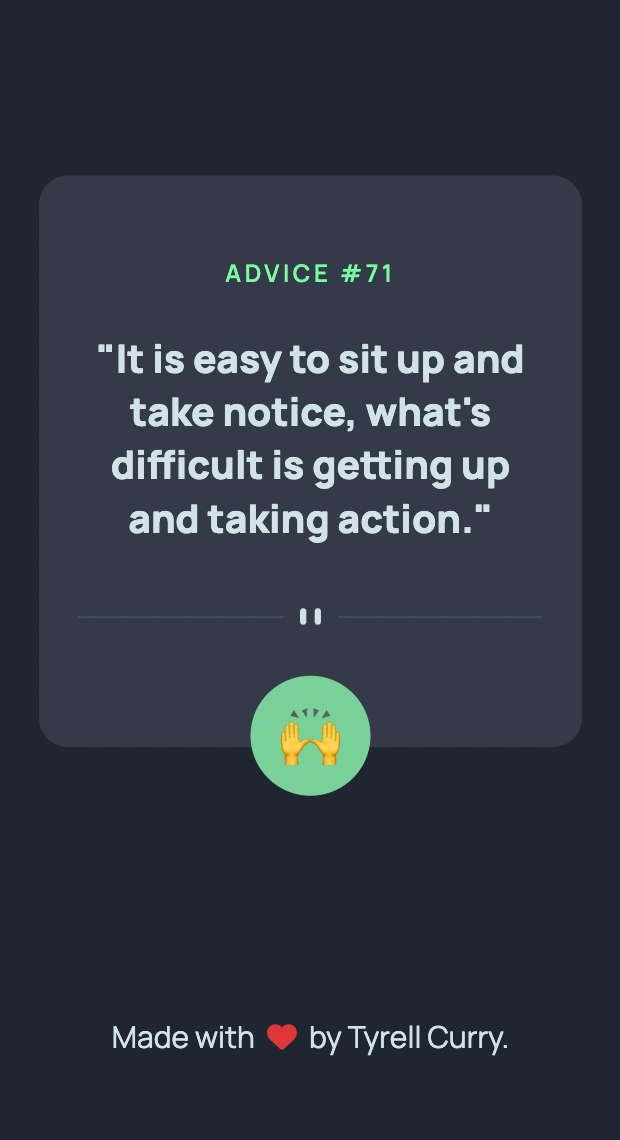 ADVICE #71
"It is easy to sit up and
take notice, what's
difficult is getting up
and taking action."
Made with ❤ by Tyrell Curry.